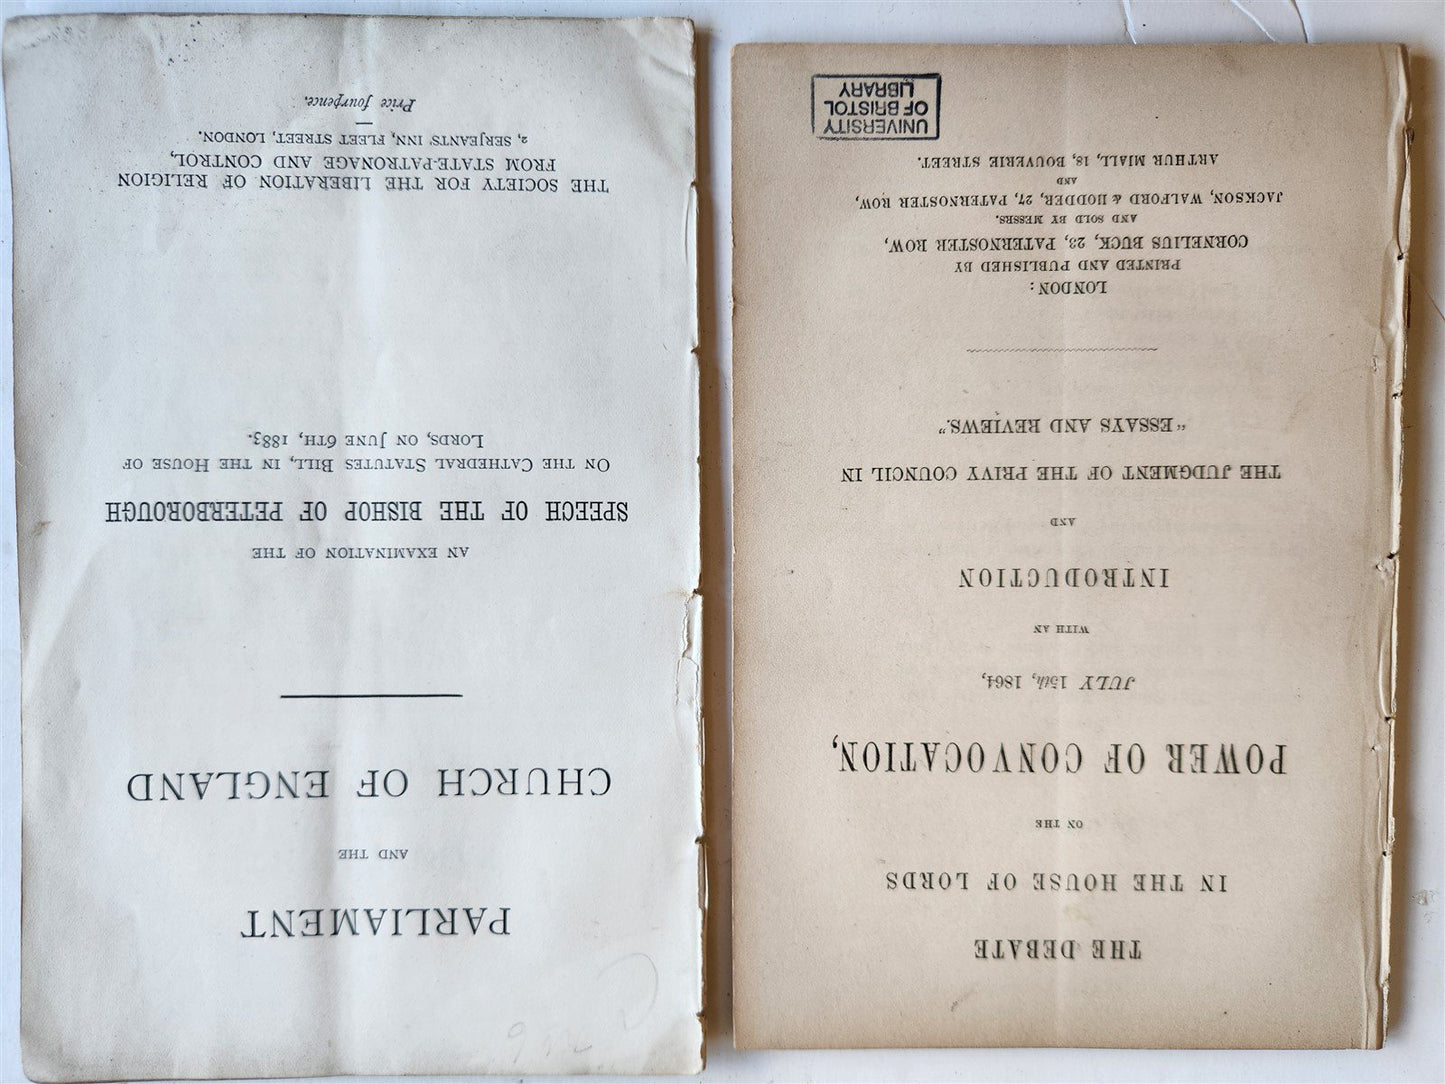 THE DEBATE
IN THE HOUSE OF LORDS
ON THE
POWER OF CONVOCATION,
JULY 15th, 1864,
WITH AN
INTRODUCTION
AND
THE JUDGMENT OF THE PRIVY COUNCIL IN
“ESSAYS AND REVIEWS.”
LONDON:
PRINTED AND PUBLISHED BY
CORNELIUS BUCK, 23, PATERNOSTER ROW,
AND SOLD BY MESSRS.
JACKSON, WALFORD & HODDER, 27, PATERNOSTER ROW,
AND
ARTHUR MIALL, 18, BOUVERIE STREET.
UNIVERSITY
OF BRISTOL
LIBRARY
PARLIAMENT
AND THE
CHURCH OF ENGLAND
AN EXAMINATION OF THE
SPEECH OF THE BISHOP OF PETERBOROUGH
ON THE CATHEDRAL STATUTES BILL, IN THE HOUSE OF
LORDS, ON JUNE 6TH, 1883.
THE SOCIETY FOR THE LIBERATION OF RELIGION
FROM STATE-PATRONAGE AND CONTROL,
2, SERJEANTS' INN, FLEET STREET, LONDON.
Price fourpence.